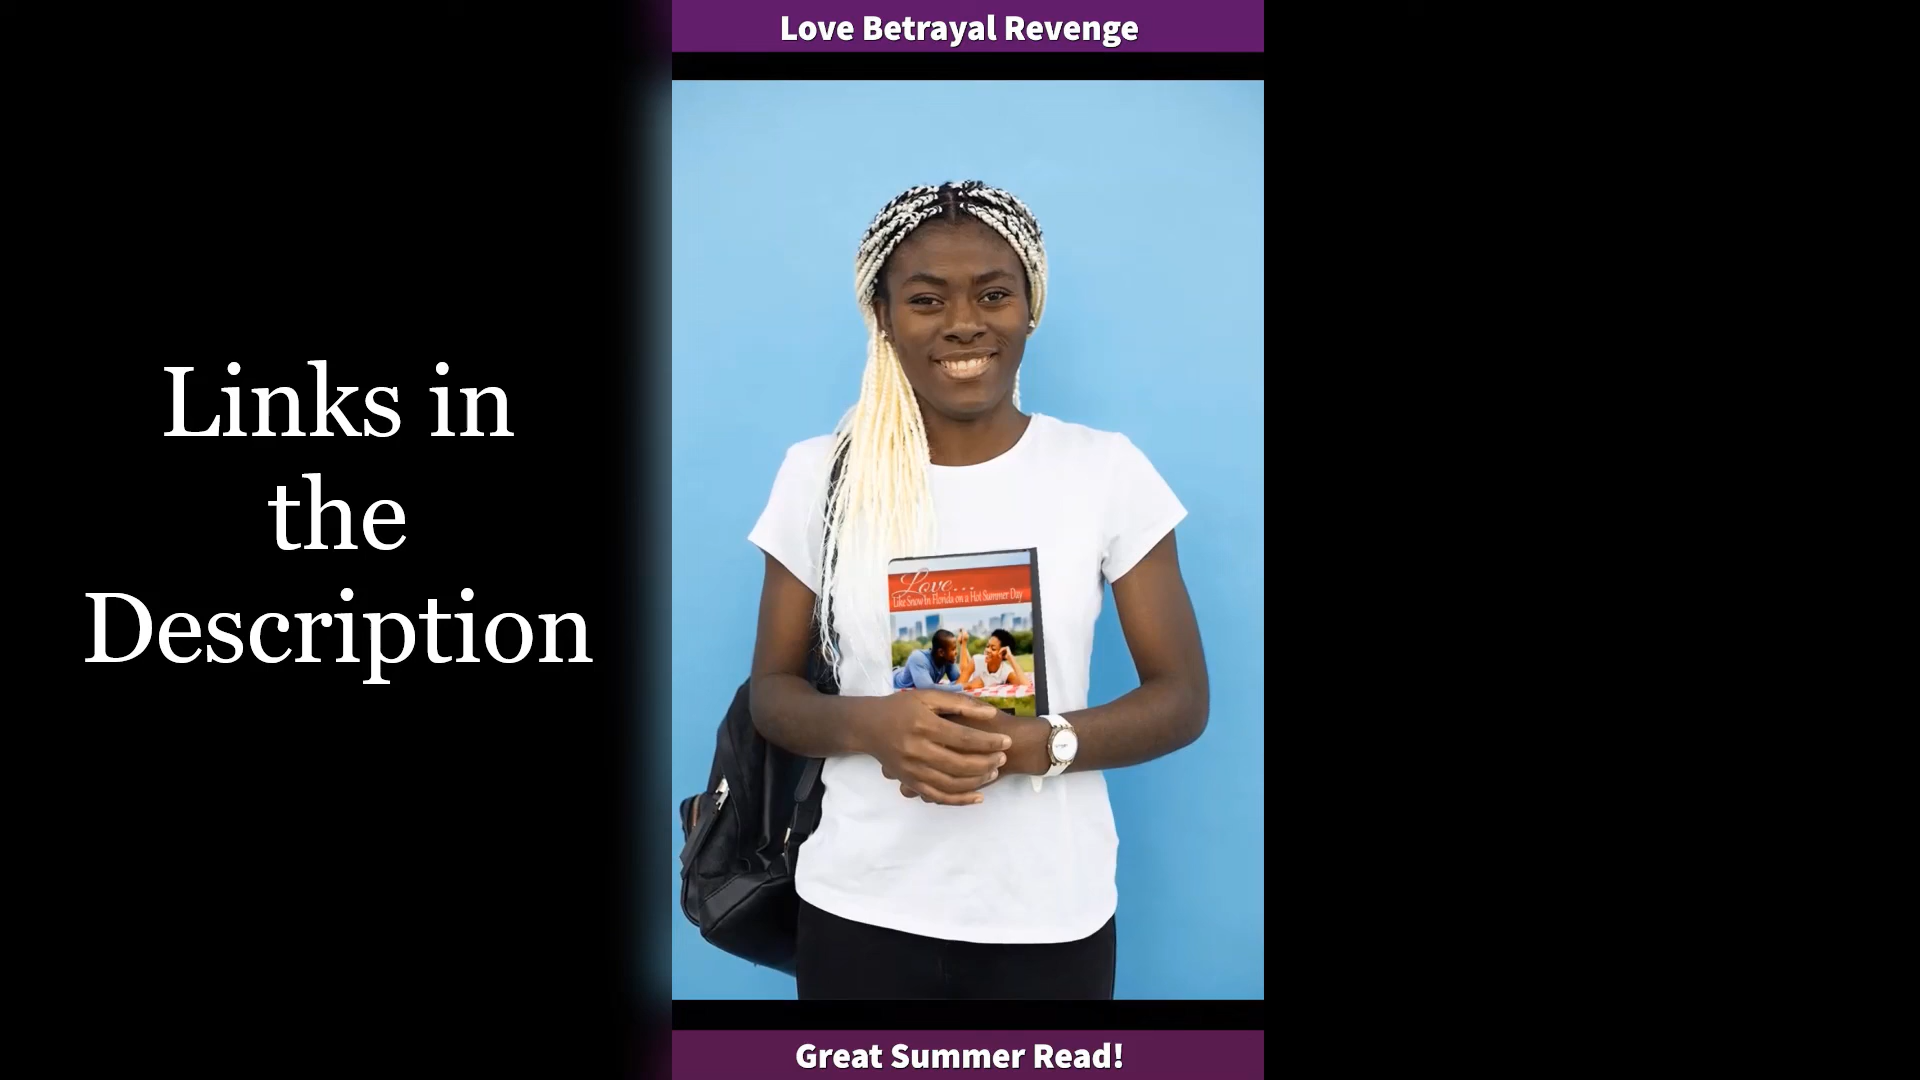 Love Betrayal Revenge
Links in
the
Description
Love...
Like Snow In Florida on a Hot Summer Day
Great Summer Read!